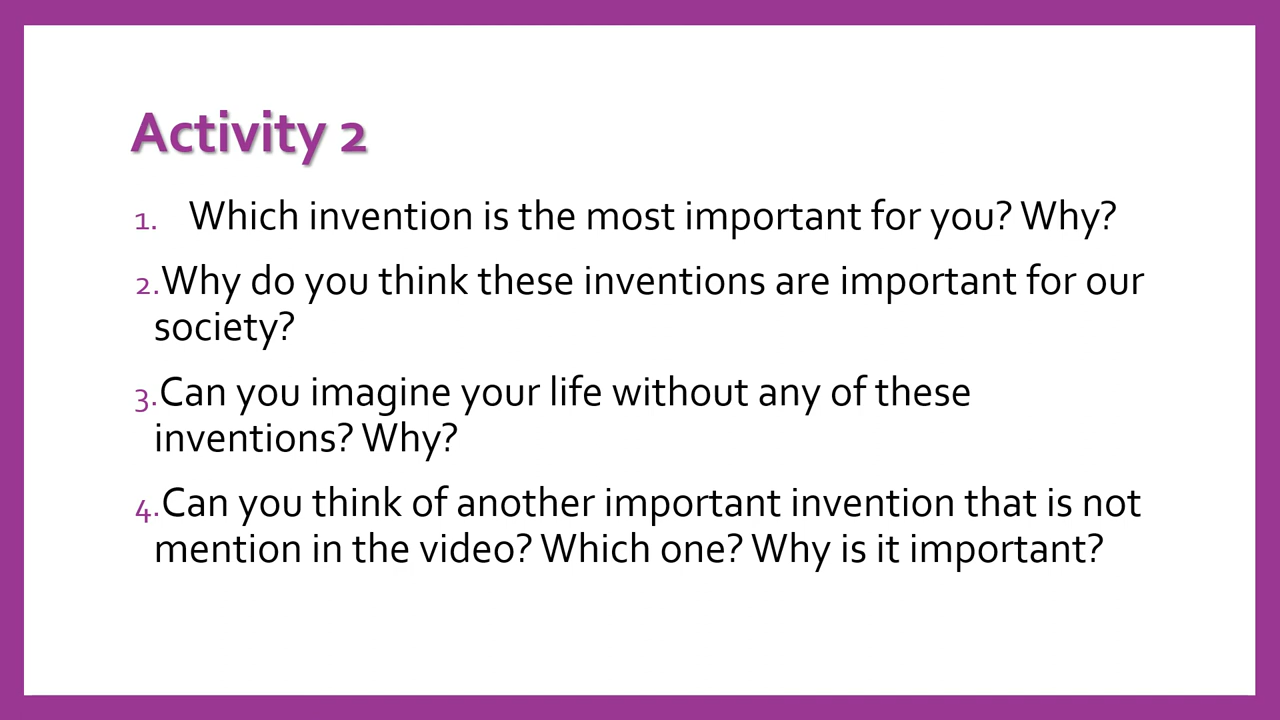 Activity 2
1. Which invention is the most important for you? Why?
2.Why do you think these inventions are important for our
society?
3.Can you imagine your life without any of these
inventions? Why?
4.Can you think of another important invention that is not
mention in the video? Which one? Why is it important?